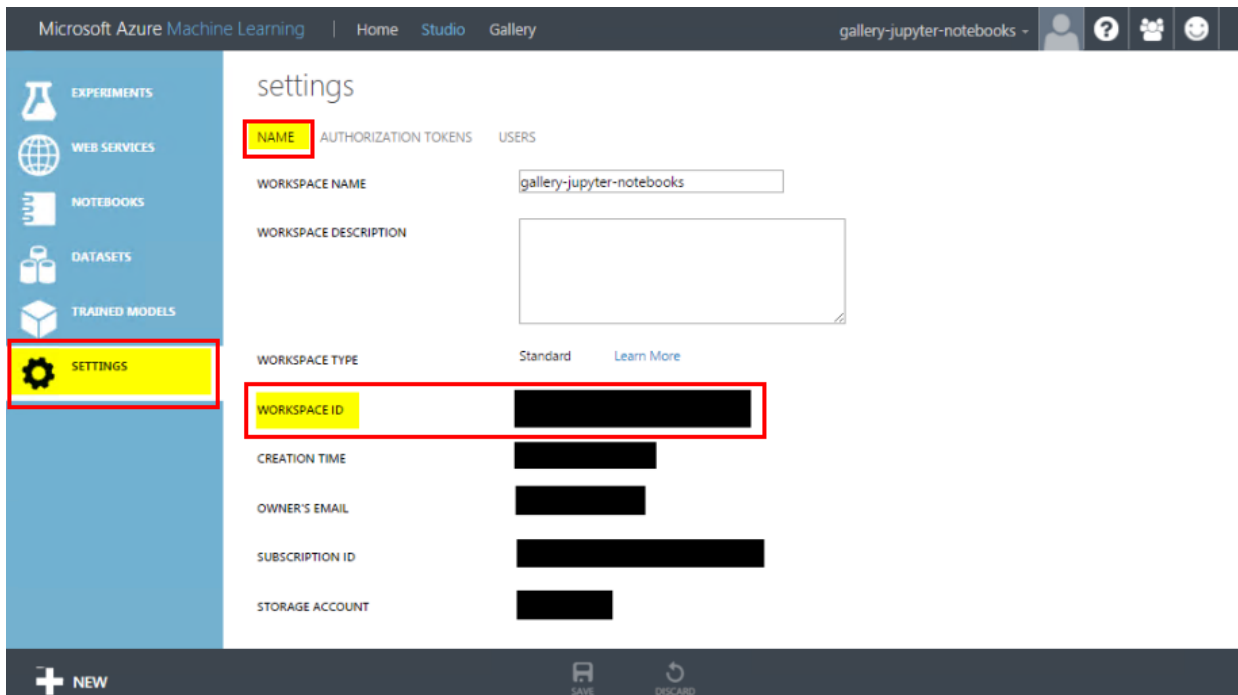 Microsoft Azure Machine Learning | Home Studio Gallery gallery-jupyter-notebooks ?
EXPERIMENTS
WEB SERVICES
NOTEBOOKS
DATASETS
TRAINED MODELS
SETTINGS
settings
NAME AUTHORIZATION TOKENS USERS
WORKSPACE NAME gallery-jupyter-notebooks
WORKSPACE DESCRIPTION
WORKSPACE TYPE Standard Learn More
WORKSPACE ID
CREATION TIME
OWNER'S EMAIL
SUBSCRIPTION ID
STORAGE ACCOUNT
NEW SAVE DISCARD